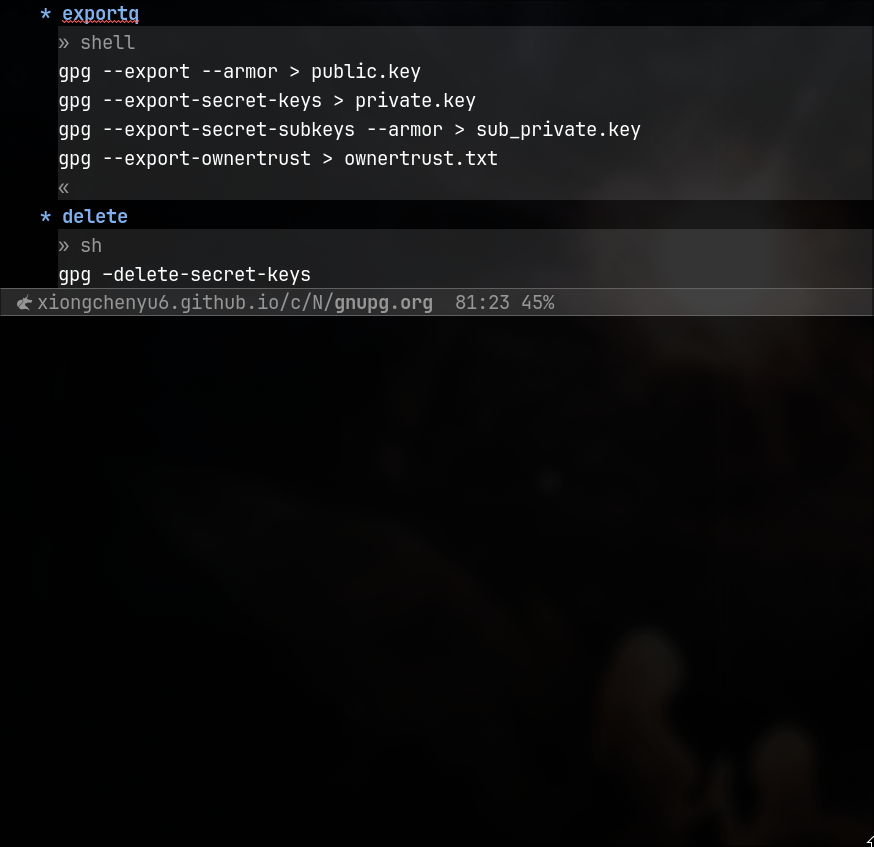 * exportq
» shell
gpg --export --armor > public.key
gpg --export-secret-keys > private.key
gpg --export-secret-subkeys --armor > sub_private.key
gpg --export-ownertrust > ownertrust.txt
«
* delete
» sh
gpg –delete-secret-keys
xiongchenyu6.github.io/c/N/gnupg.org 81:23 45%